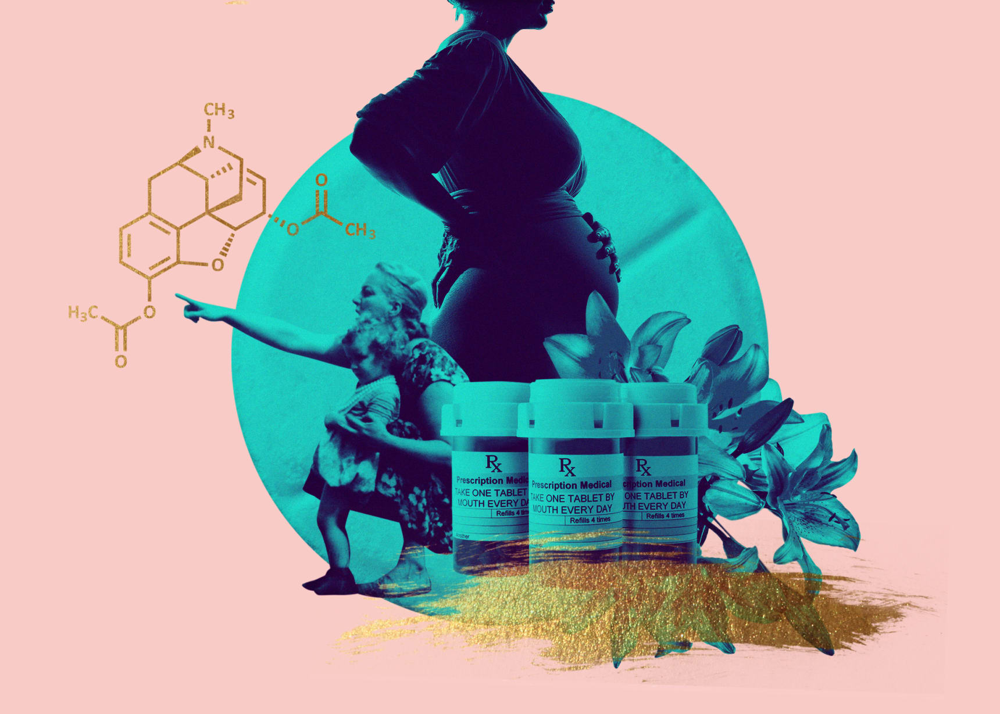 CH3
N
O
CH3
O
O
O
H3C
O
Rx
Prescription Medic
TAKE ONE TABLET
MOUTH EVERY DA
Refills 4 tim
Another
Rx
Prescription Medical
TAKE ONE TABLET BY
MOUTH EVERY DAY
Refills 4 times
Rx
cription Medical
ONE TABLET BY
UTH EVERY DAY
Refills 4 times